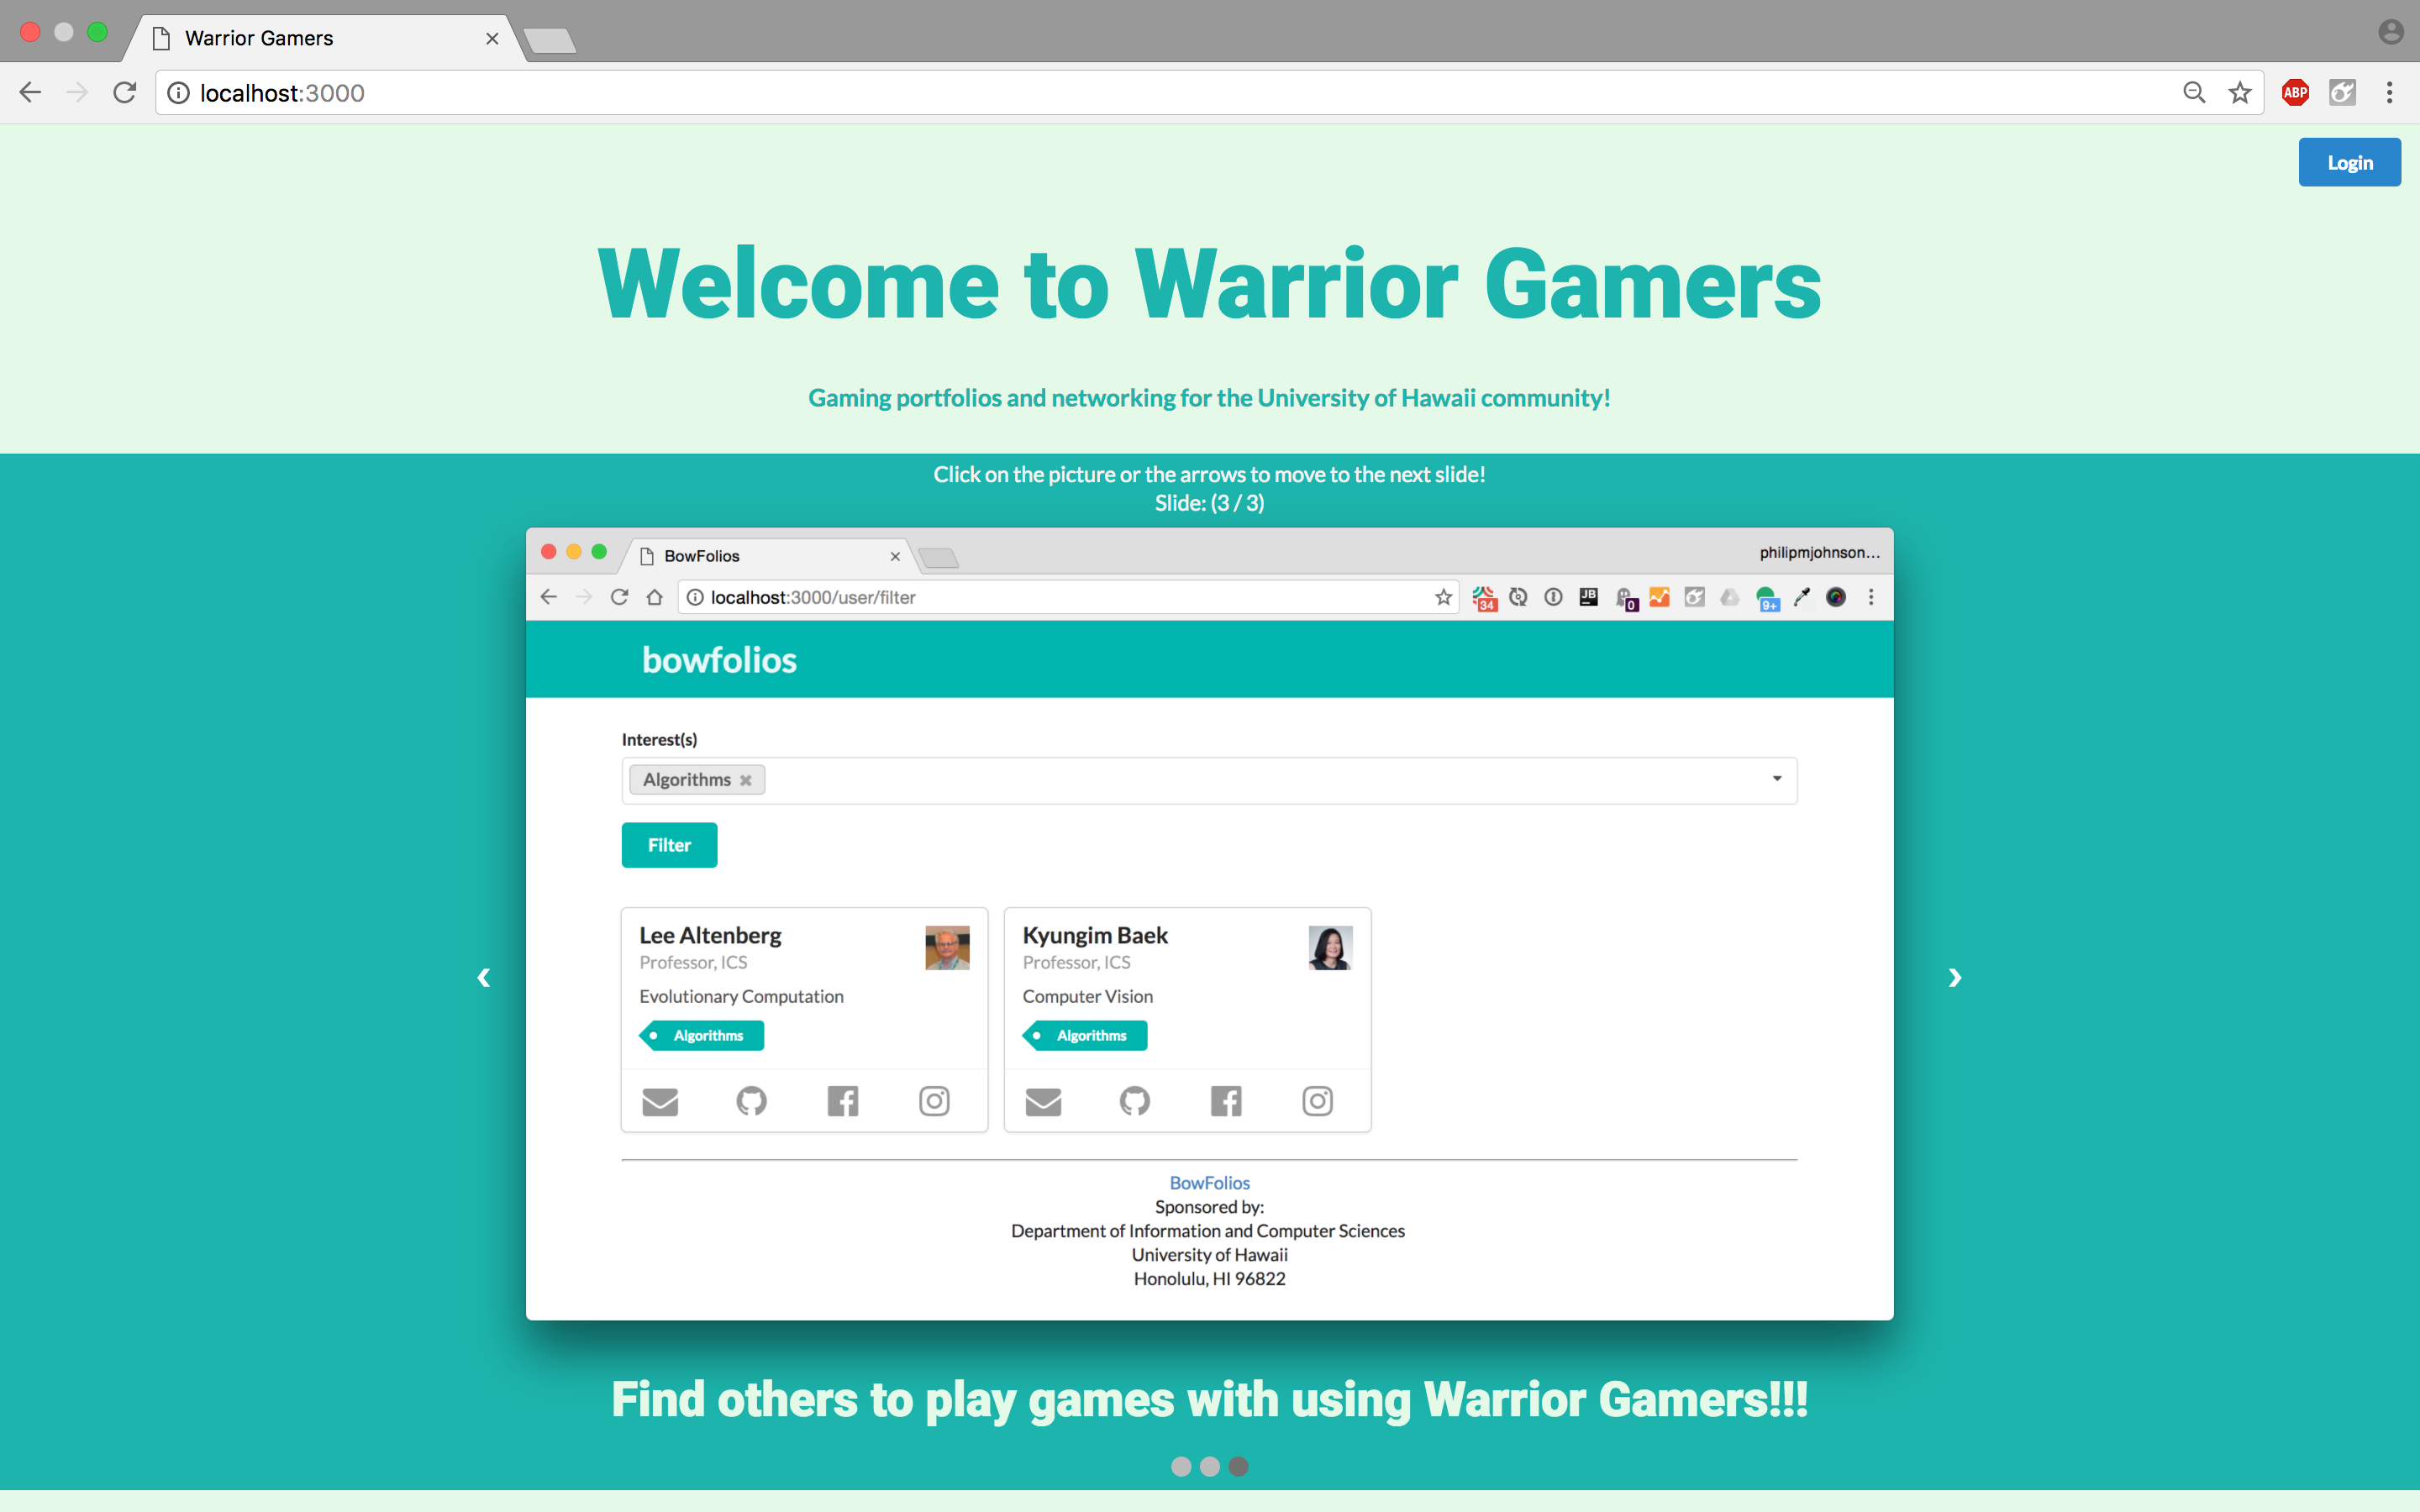 Warrior Gamers
localhost:3000
ABP
Login
Welcome to Warrior Gamers
Gaming portfolios and networking for the University of Hawaii community!
Click on the picture or the arrows to move to the next slide!
Slide: (3 / 3)
BowFolios
philipmjohnson...
localhost:3000/user/filter
34
JB
0
9+
bowfolios
Interest(s)
Algorithms
Filter
Lee Altenberg
Professor, ICS
Evolutionary Computation
Algorithms
Kyungim Baek
Professor, ICS
Computer Vision
Algorithms
BowFolios
Sponsored by:
Department of Information and Computer Sciences
University of Hawaii
Honolulu, HI 96822
Find others to play games with using Warrior Gamers!!!